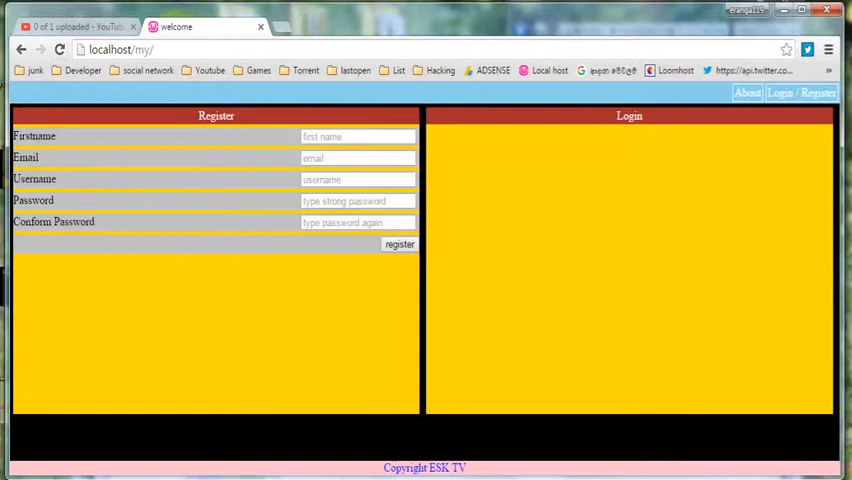 eranga119
0 of 1 uploaded - YouTub
welcome
localhost/my/
junk Developer social network Youtube Games Torrent lastopen List Hacking ADSENSE Local host Loomhost https://api.twitter.co... »
About Login / Register
Register
Login
Firstname first name
Email email
Username username
Password type strong password
Conform Password type password again
register
Copyright ESK TV